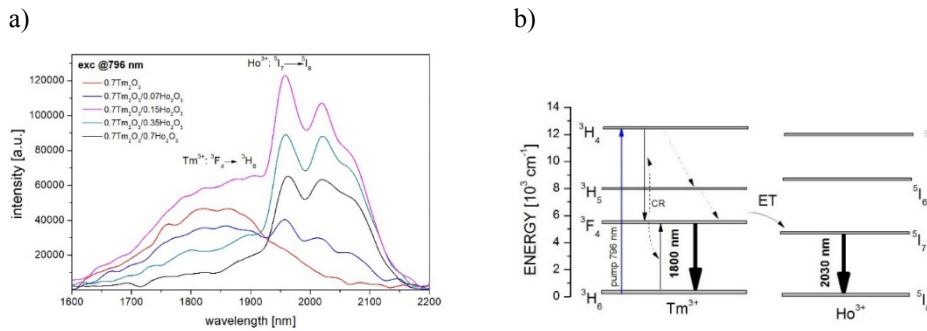 a)
b)
exc @796 nm
0.7Tm2O3
0.7Tm2O3/0.07Ho2O3
0.7Tm2O3/0.15Ho2O3
0.7Tm2O3/0.35Ho2O3
0.7Tm2O3/0.7Ho2O3
Ho3+: 5I7 → 5I8
Tm3+: 3F4 → 3H6
intensity [a.u.]
120000
100000
80000
60000
40000
20000
1600 1700 1800 1900 2000 2100 2200
wavelength [nm]
ENERGY [10^3 cm-1]
14
12
10
8
6
4
2
0
3H4
3H5
3F4
3H6
pump 796 nm
CR
1800 nm
Tm3+
ET
5I6
5I7
2030 nm
Ho3+